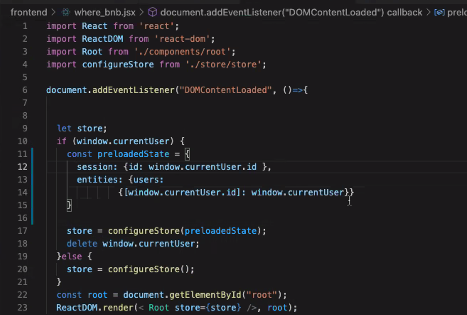 frontend > where_bnb.jsx > document.addEventListener("DOMContentLoaded") callback > prelo
1 import React from 'react';
2 import ReactDOM from 'react-dom';
3 import Root from './components/root';
4 import configureStore from './store/store';
5
6 document.addEventListener("DOMContentLoaded", ()=>{
7
8
9 let store;
10 if (window.currentUser) {
11 const preloadedState = {
12 session: {id: window.currentUser.id },
13 entities: {users:
14 {[window.currentUser.id]: window.currentUser}}
15 }
16
17 store = configureStore(preloadedState);
18 delete window.currentUser;
19 }else {
20 store = configureStore();
21 }
22 const root = document.getElementById("root");
23 ReactDOM.render(< Root store={store} />, root);